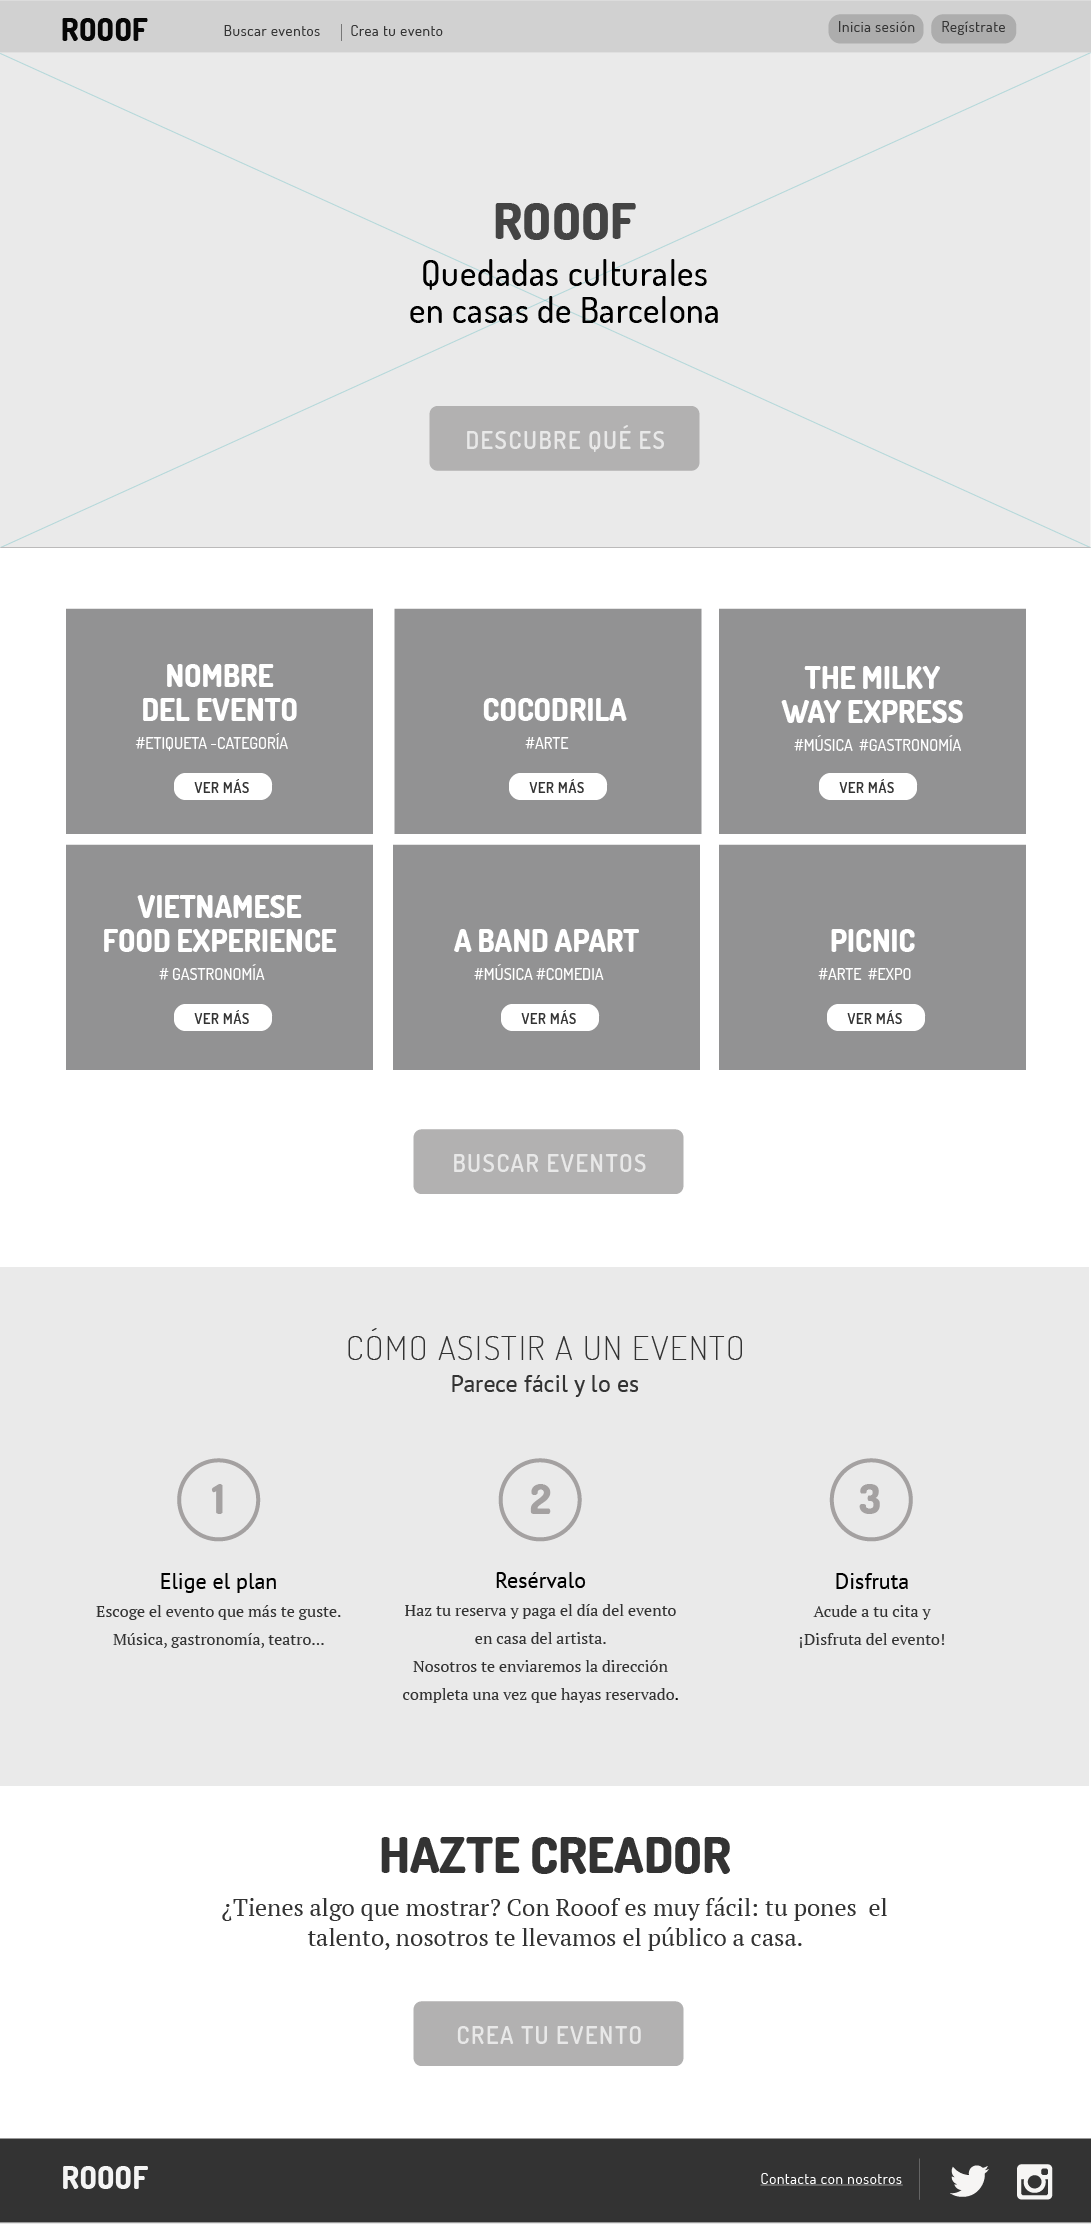 ROOOF
Buscar eventos | Crea tu evento
Inicia sesión
Regístrate
ROOOF
Quedadas culturales
en casas de Barcelona
DESCUBRE QUÉ ES
NOMBRE
DEL EVENTO
#ETIQUETA -CATEGORÍA
VER MÁS
COCODRILA
#ARTE
VER MÁS
THE MILKY
WAY EXPRESS
#MÚSICA #GASTRONOMÍA
VER MÁS
VIETNAMESE
FOOD EXPERIENCE
# GASTRONOMÍA
VER MÁS
A BAND APART
#MÚSICA #COMEDIA
VER MÁS
PICNIC
#ARTE #EXPO
VER MÁS
BUSCAR EVENTOS
CÓMO ASISTIR A UN EVENTO
Parece fácil y lo es
1
Elige el plan
Escoge el evento que más te guste.
Música, gastronomía, teatro...
2
Resérvalo
Haz tu reserva y paga el día del evento
en casa del artista.
Nosotros te enviaremos la dirección
completa una vez que hayas reservado.
3
Disfruta
Acude a tu cita y
¡Disfruta del evento!
HAZTE CREADOR
¿Tienes algo que mostrar? Con Rooof es muy fácil: tu pones el
talento, nosotros te llevamos el público a casa.
CREA TU EVENTO
ROOOF
Contacta con nosotros